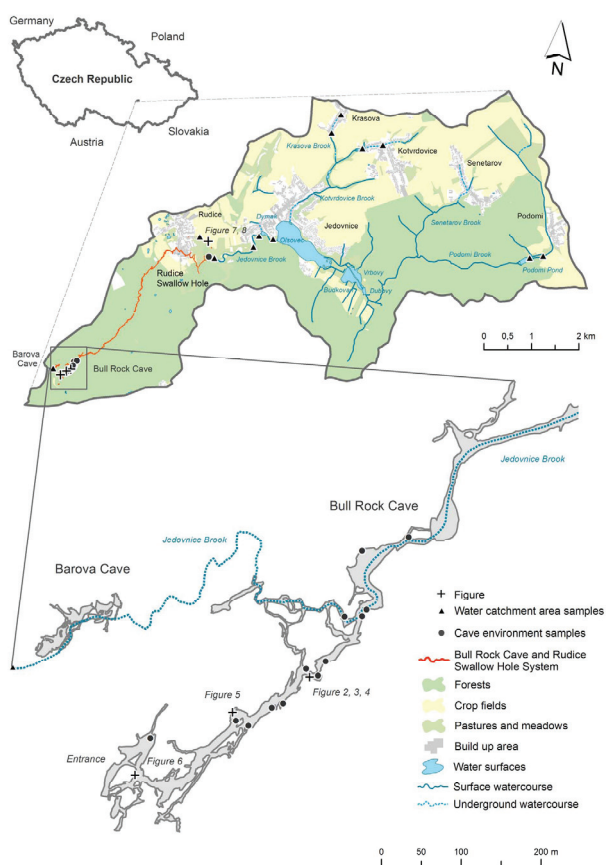 Germany
Poland
Czech Republic
Austria
Slovakia
N
Krasova
Krasova Brook
Kotvrdovice
Senetarov
Kotvrdovice Brook
Rudice
Dymak
Podomi
Figure 7, 8
Olsovec
Jedovnice
Senetarov Brook
Jedovnice Brook
Podomi Brook
Rudice
Swallow Hole
Vrbovy
Podomi Pond
Budkovan
Dubovy
0
0,5
1
2 km
Barova
Cave
Bull Rock Cave
Jedovnice Brook
Bull Rock Cave
Jedovnice Brook
Barova Cave
Figure
Water catchment area samples
Cave environment samples
Bull Rock Cave and Rudice
Swallow Hole System
Forests
Crop fields
Pastures and meadows
Build up area
Water surfaces
Surface watercourse
Underground watercourse
Figure 2, 3, 4
Figure 5
Entrance
Figure 6
0
50
100
200 m